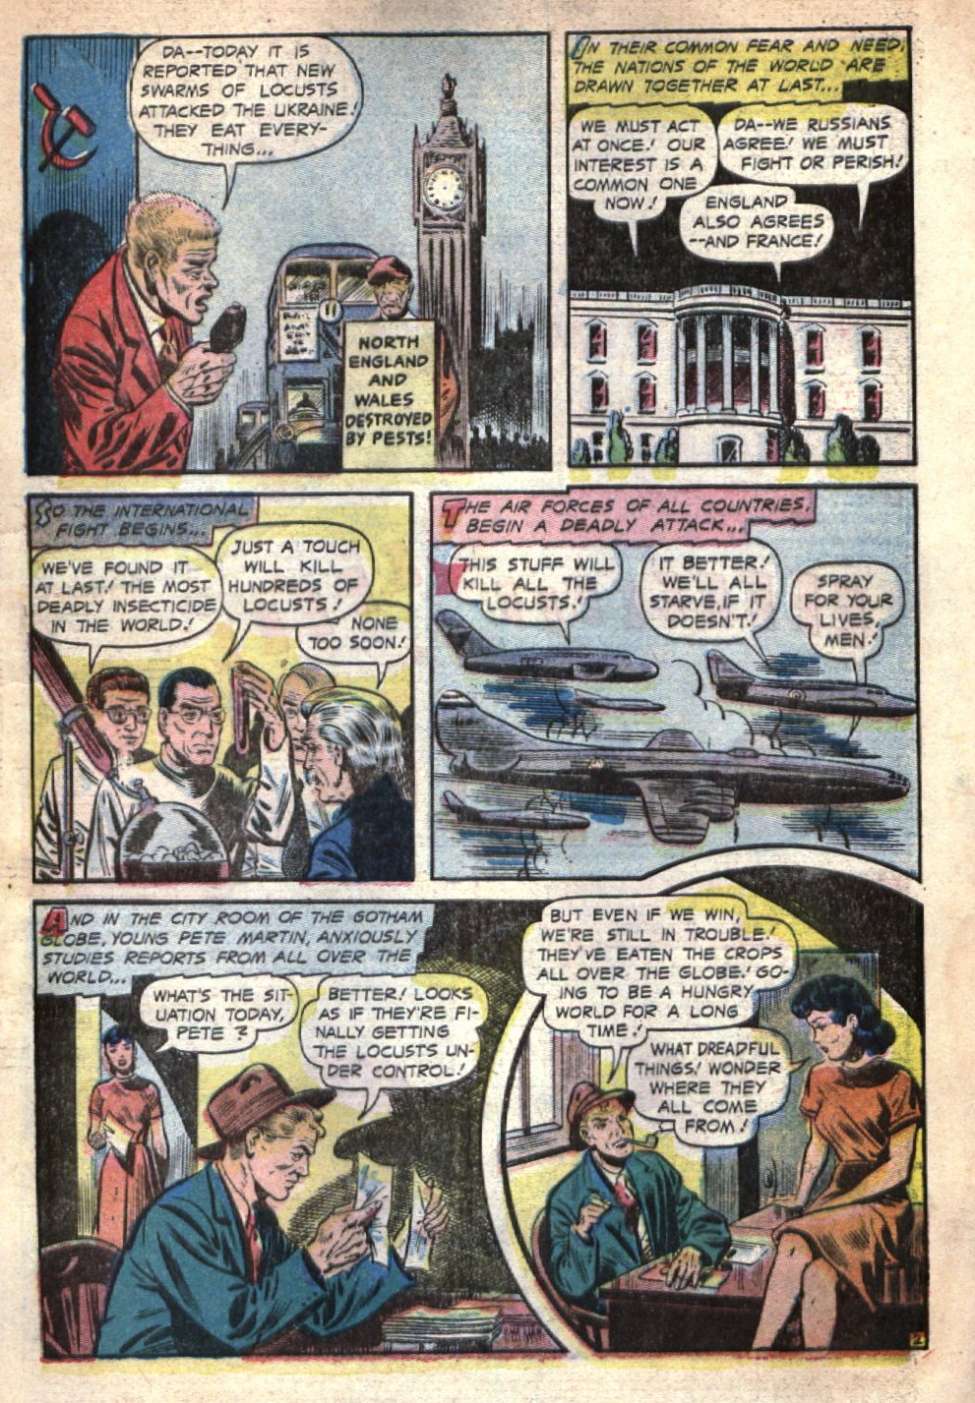 DA--TODAY IT IS
REPORTED THAT NEW
SWARMS OF LOCUSTS
ATTACKED THE UKRAINE!
THEY EAT EVERY-
THING...
11
NORTH
ENGLAND
AND
WALES
DESTROYED
BY PESTS!
ON THEIR COMMON FEAR AND NEED,
THE NATIONS OF THE WORLD ARE
DRAWN TOGETHER AT LAST...
WE MUST ACT
AT ONCE! OUR
INTEREST IS A
COMMON ONE
NOW!
DA--WE RUSSIANS
AGREE! WE MUST
FIGHT OR PERISH!
ENGLAND
ALSO AGREES
--AND FRANCE!
SO THE INTERNATIONAL
FIGHT BEGINS...
WE'VE FOUND IT
AT LAST! THE MOST
DEADLY INSECTICIDE
IN THE WORLD!
JUST A TOUCH
WILL KILL
HUNDREDS OF
LOCUSTS!
NONE
TOO SOON!
THE AIR FORCES OF ALL COUNTRIES,
BEGIN A DEADLY ATTACK...
THIS STUFF WILL
KILL ALL THE
LOCUSTS!
IT BETTER!
WE'LL ALL
STARVE, IF IT
DOESN'T!
SPRAY
FOR YOUR
LIVES,
MEN!
AND IN THE CITY ROOM OF THE GOTHAM
GLOBE, YOUNG PETE MARTIN, ANXIOUSLY
STUDIES REPORTS FROM ALL OVER THE
WORLD...
WHAT'S THE SIT-
UATION TODAY,
PETE?
BETTER! LOOKS
AS IF THEY'RE FI-
NALLY GETTING
THE LOCUSTS UN-
DER CONTROL!
BUT EVEN IF WE WIN,
WE'RE STILL IN TROUBLE!
THEY'VE EATEN THE CROPS
ALL OVER THE GLOBE! GO-
ING TO BE A HUNGRY
WORLD FOR A LONG
TIME!
WHAT DREADFUL
THINGS! WONDER
WHERE THEY
ALL COME
FROM!
2